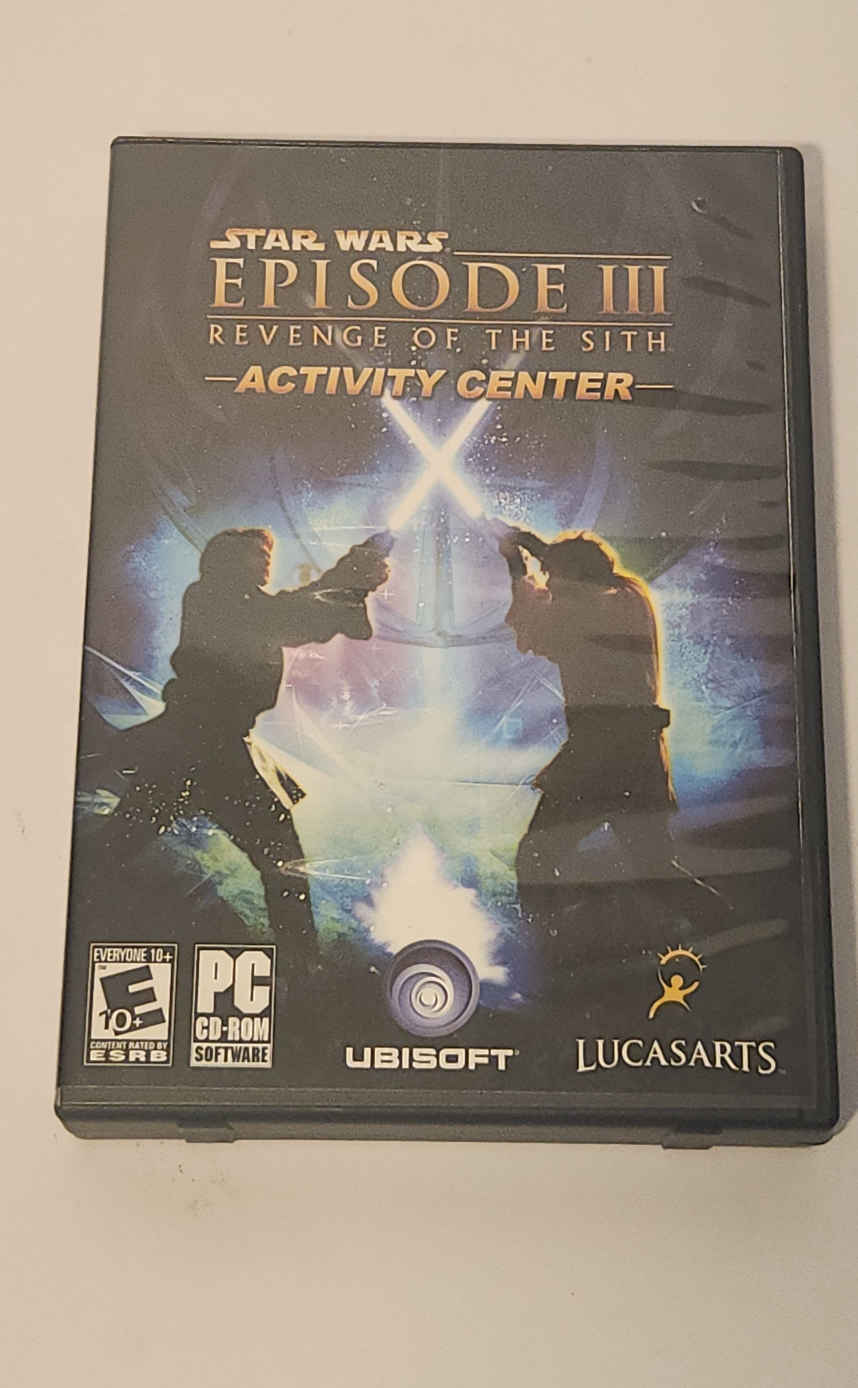 STAR WARS
EPISODE III
REVENGE OF THE SITH
ACTIVITY CENTER
EVERYONE 10+
E
10+
CONTENT RATED BY
ESRB
PC
CD-ROM
SOFTWARE
UBISOFT
LUCASARTS